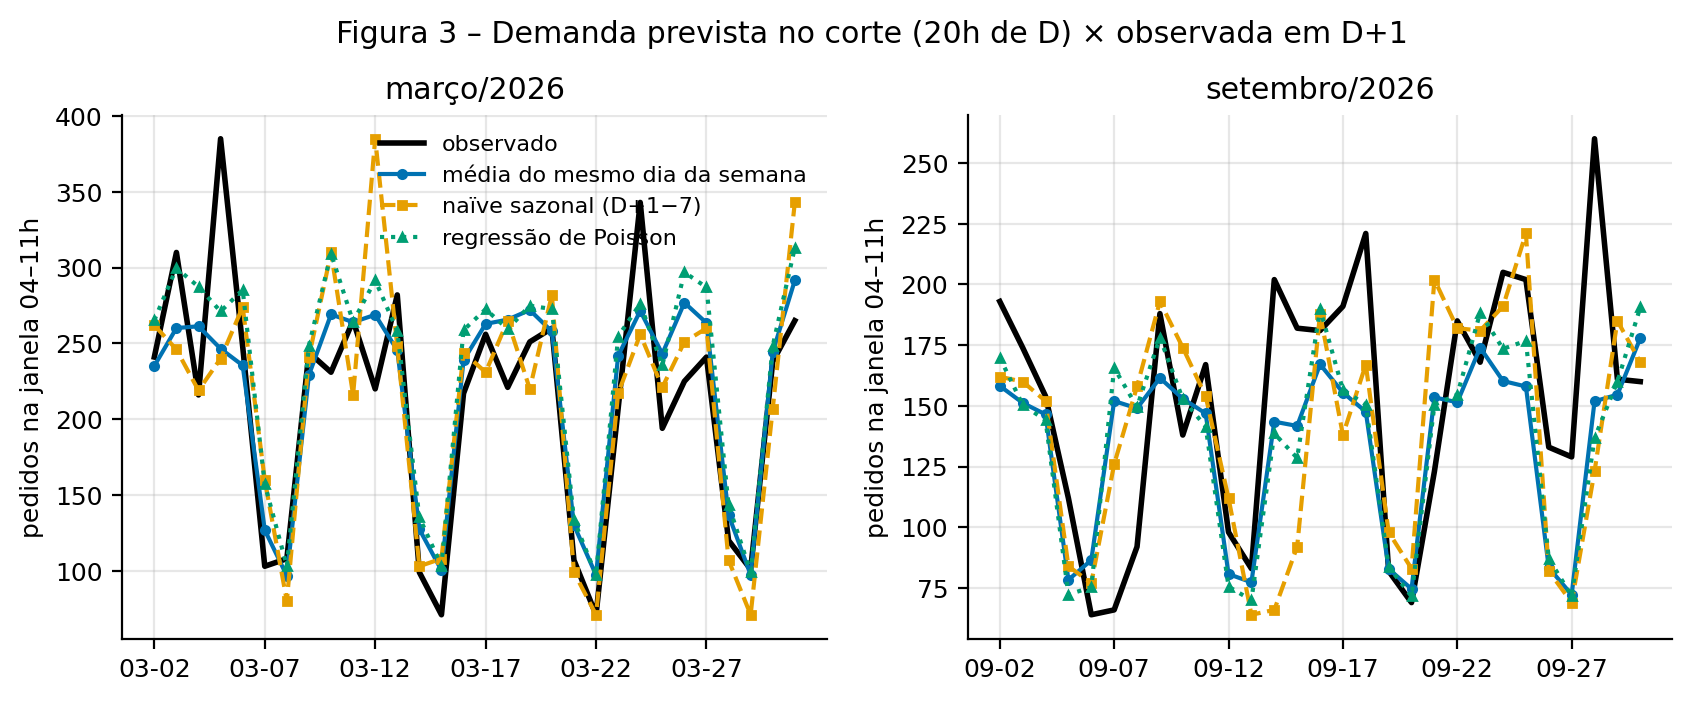 Figura 3 – Demanda prevista no corte (20h de D) × observada em D+1
março/2026
pedidos na janela 04–11h
400
350
300
250
200
150
100
observado
média do mesmo dia da semana
naïve sazonal (D+1−7)
regressão de Poisson
03-02 03-07 03-12 03-17 03-22 03-27
setembro/2026
pedidos na janela 04–11h
250
225
200
175
150
125
100
75
09-02 09-07 09-12 09-17 09-22 09-27